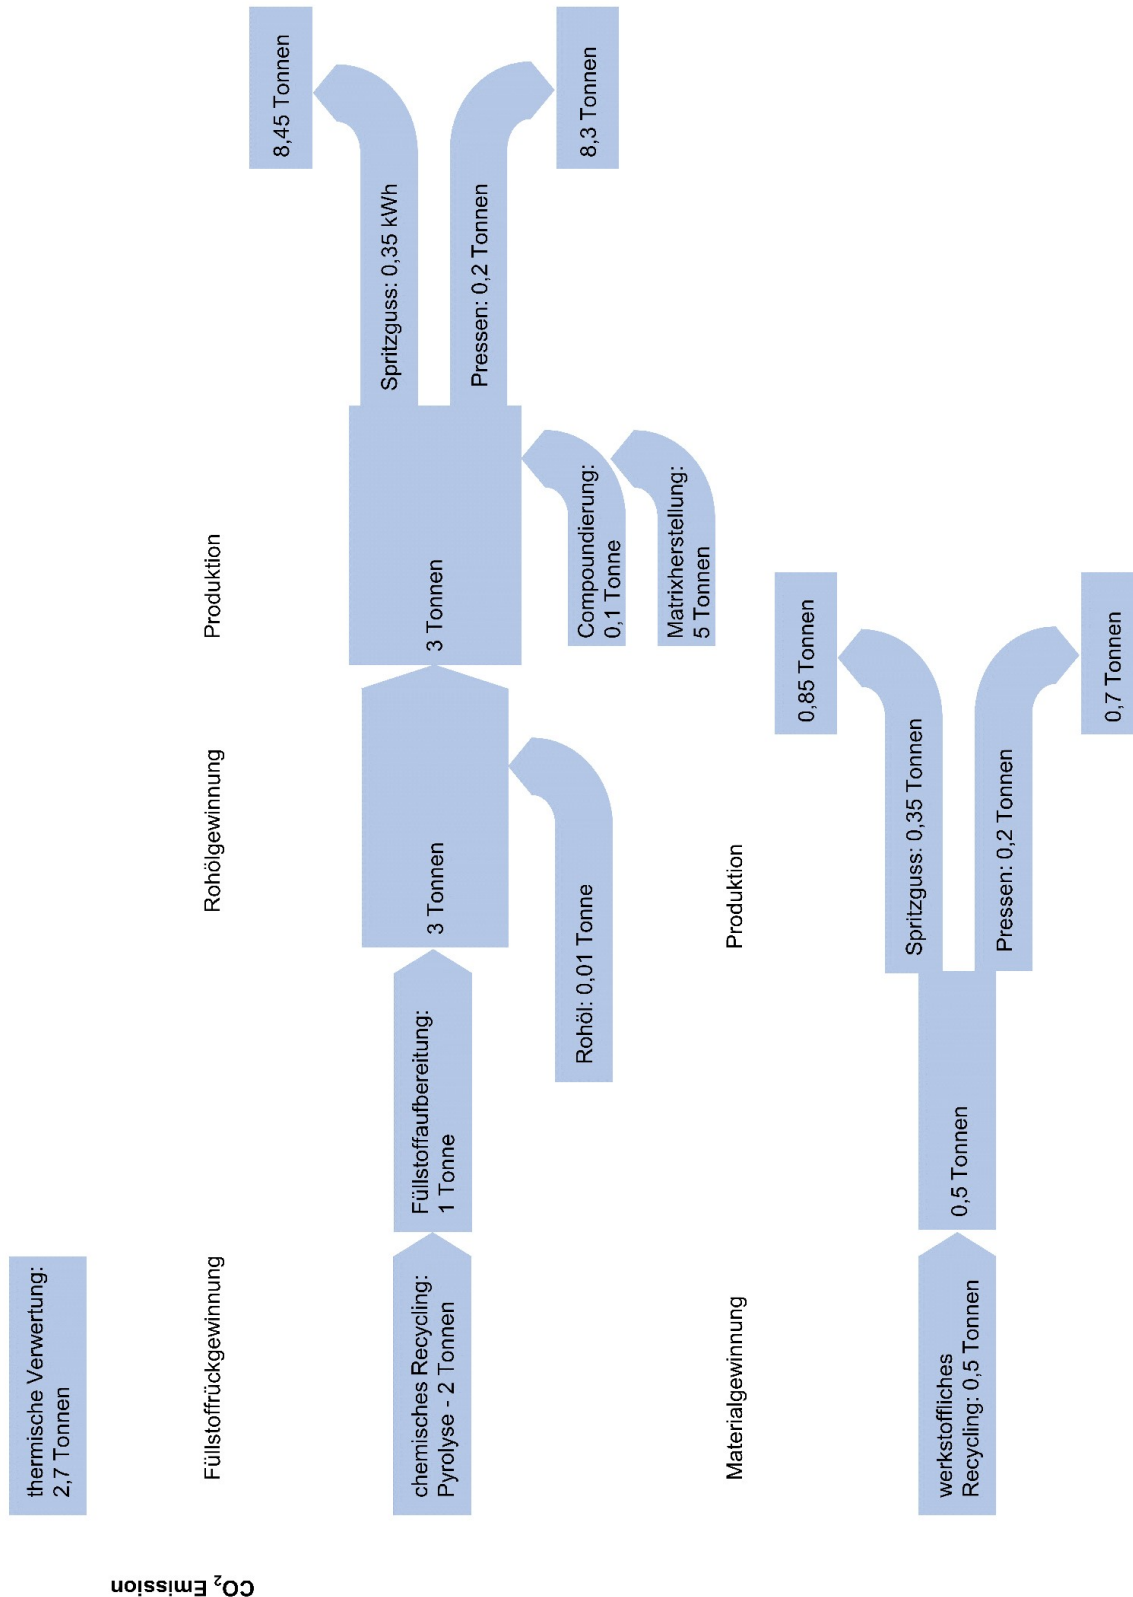 CO₂ Emission
thermische Verwertung:
2,7 Tonnen
Füllstoffrückgewinnung
Rohölgewinnung
Produktion
chemisches Recycling:
Pyrolyse - 2 Tonnen
Füllstoffaufbereitung:
1 Tonne
3 Tonnen
3 Tonnen
Spritzguss: 0,35 kWh
8,45 Tonnen
Pressen: 0,2 Tonnen
8,3 Tonnen
Rohöl: 0,01 Tonne
Compoundierung:
0,1 Tonne
Matrixherstellung:
5 Tonnen
Materialgewinnung
Produktion
werkstoffliches
Recycling: 0,5 Tonnen
0,5 Tonnen
Spritzguss: 0,35 Tonnen
0,85 Tonnen
Pressen: 0,2 Tonnen
0,7 Tonnen